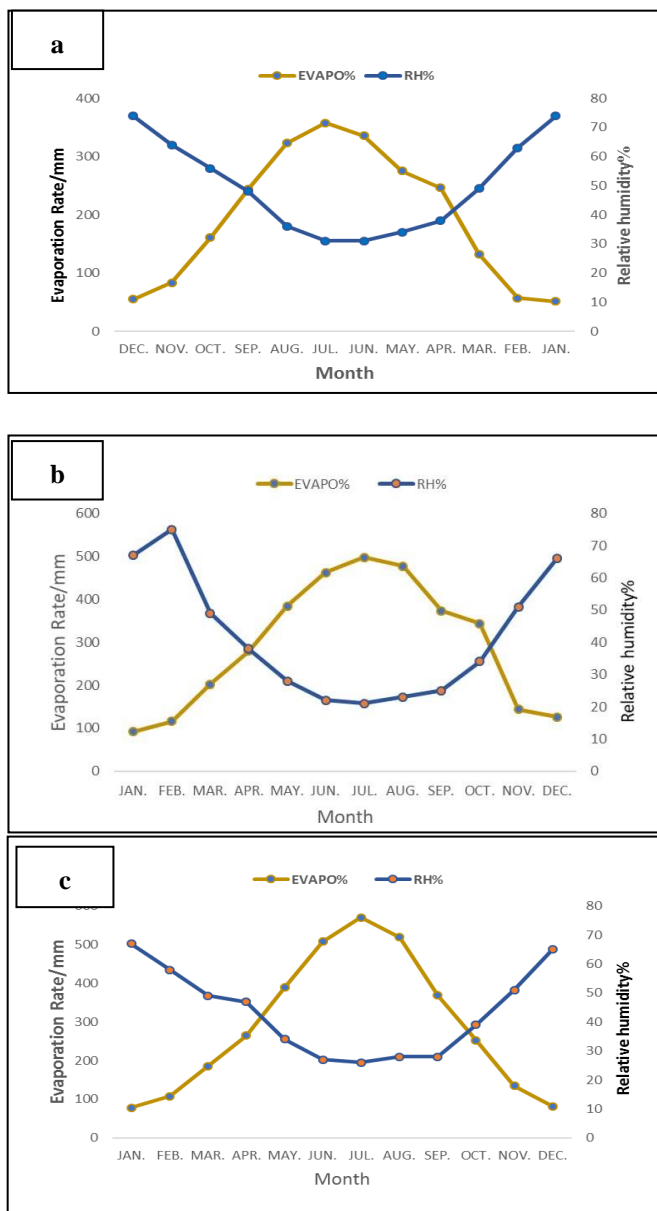 a
EVAPO% RH%
400 80
70
300 60
50
200 40
30
100 20
10
0 0
Evaporation Rate/mm
Relative humidity%
DEC. NOV. OCT. SEP. AUG. JUL. JUN. MAY. APR. MAR. FEB. JAN.
Month
b
EVAPO% RH%
600 80
500 70
60
400 50
300 40
200 30
20
100 10
0 0
Evaporation Rate/mm
Relative humidity%
JAN. FEB. MAR. APR. MAY. JUN. JUL. AUG. SEP. OCT. NOV. DEC.
Month
c
EVAPO% RH%
600 80
500 70
60
400 50
300 40
200 30
20
100 10
0 0
Evaporation Rate/mm
Relative humidity%
JAN. FEB. MAR. APR. MAY. JUN. JUL. AUG. SEP. OCT. NOV. DEC.
Month